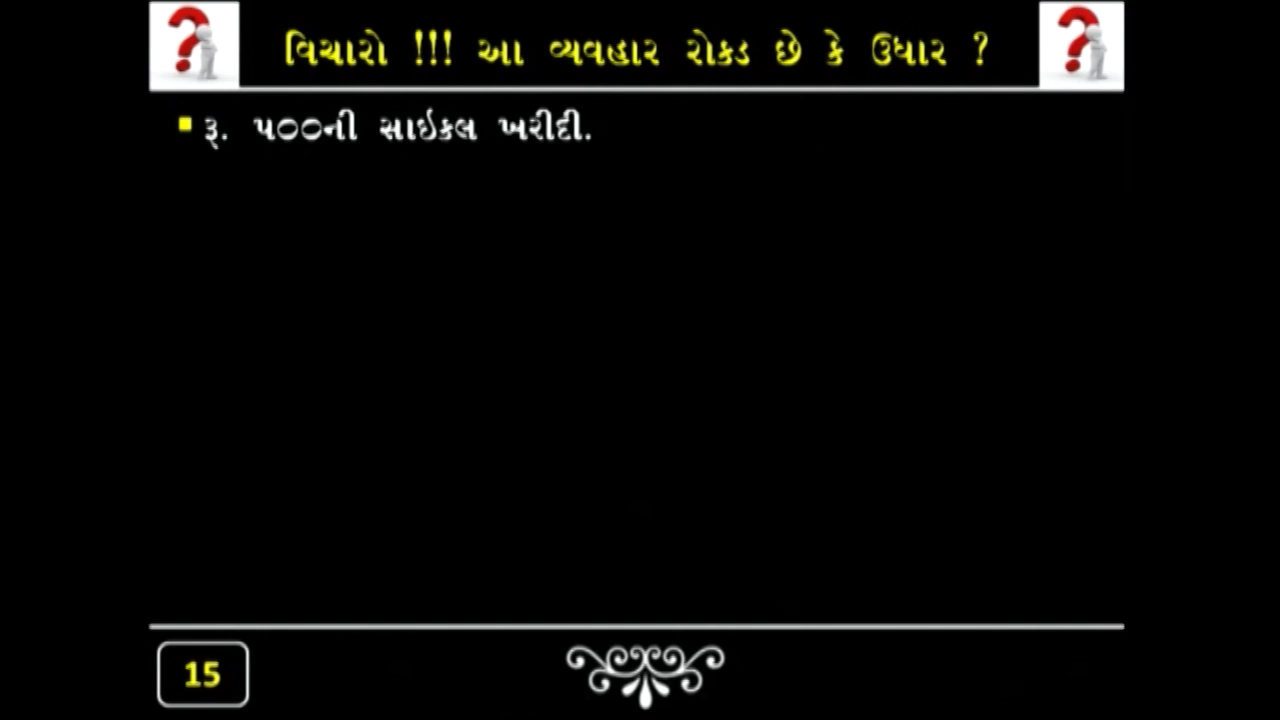 વિચારો !!! આ વ્યવહાર રોકડ છે કે ઉધાર ?
રૂ. ૫૦૦ની સાઇકલ ખરીદી.
15